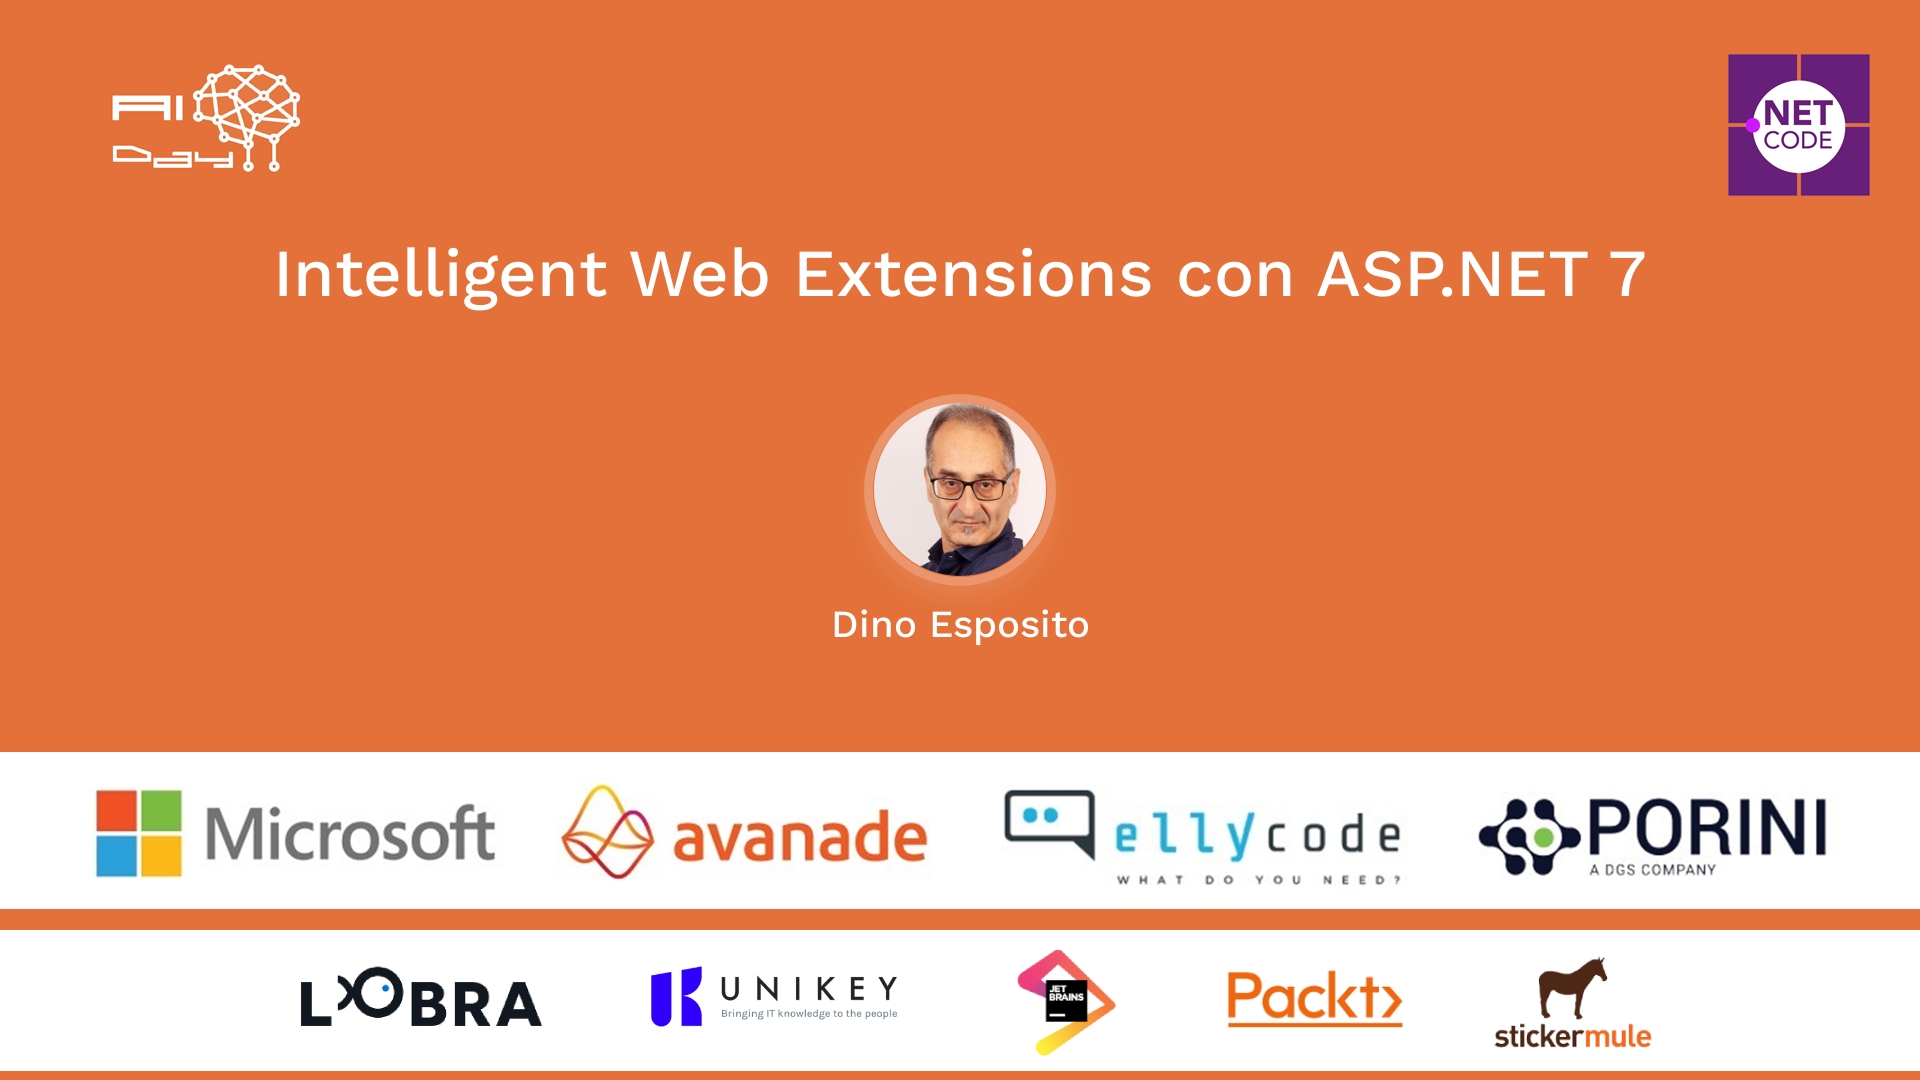 AI
Day
NET
CODE
Intelligent Web Extensions con ASP.NET 7
Dino Esposito
Microsoft
avanade
ellycode
WHAT DO YOU NEED?
PORINI
A DGS COMPANY
LOBRA
UNIKEY
Bringing IT knowledge to the people
JET
BRAINS
Packt>
stickermule